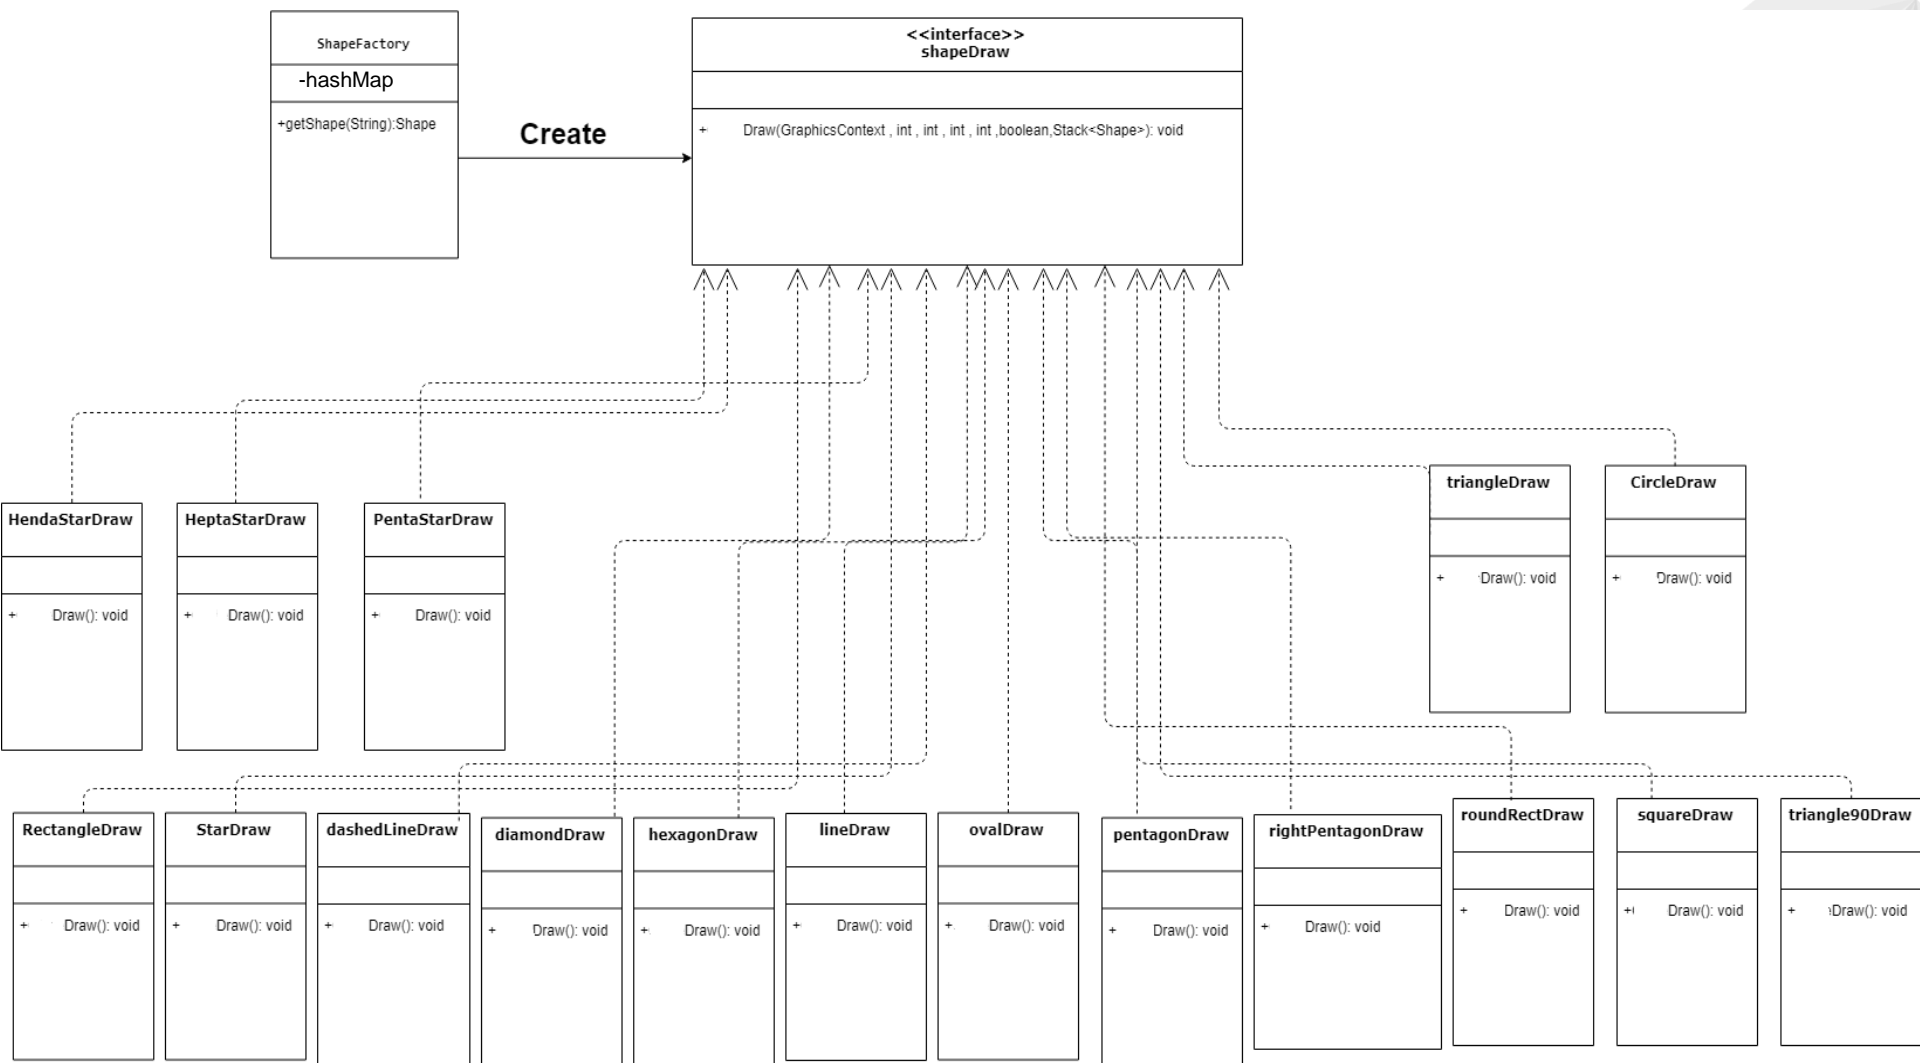 ShapeFactory
-hashMap
+getShape(String):Shape
Create
<<interface>>
shapeDraw
+ Draw(GraphicsContext , int , int , int , int ,boolean,Stack<Shape>): void
HendaStarDraw
+ Draw(): void
HeptaStarDraw
+ Draw(): void
PentaStarDraw
+ Draw(): void
triangleDraw
+ Draw(): void
CircleDraw
+ Draw(): void
RectangleDraw
+ Draw(): void
StarDraw
+ Draw(): void
dashedLineDraw
+ Draw(): void
diamondDraw
+ Draw(): void
hexagonDraw
+ Draw(): void
lineDraw
+ Draw(): void
ovalDraw
+ Draw(): void
pentagonDraw
+ Draw(): void
rightPentagonDraw
+ Draw(): void
roundRectDraw
+ Draw(): void
squareDraw
+ Draw(): void
triangle90Draw
+ Draw(): void